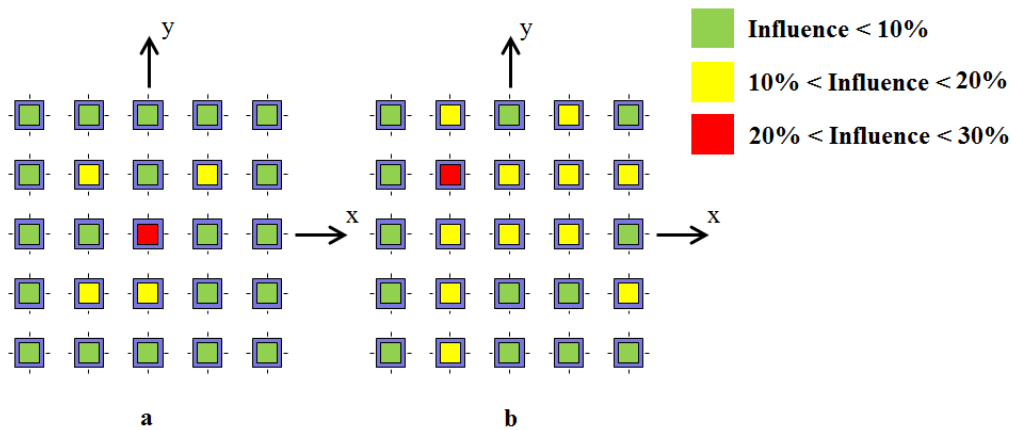 y
y
Influence < 10%
10% < Influence < 20%
20% < Influence < 30%
x
x
a
b